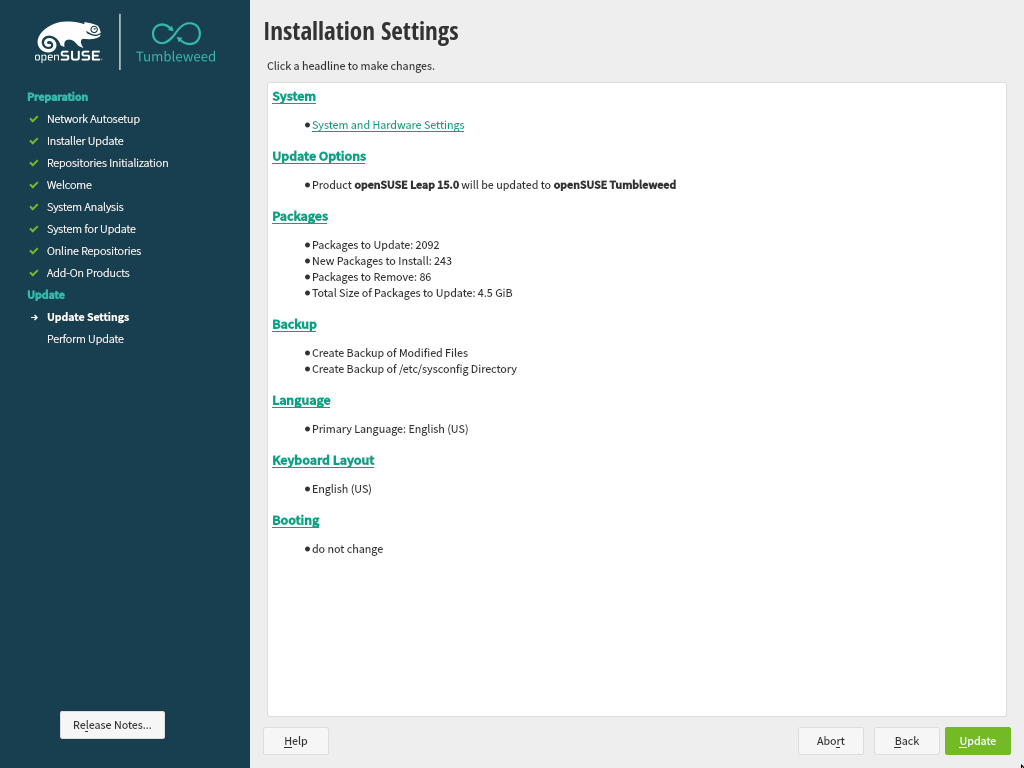 openSUSE
Tumbleweed
Preparation
Network Autosetup
Installer Update
Repositories Initialization
Welcome
System Analysis
System for Update
Online Repositories
Add-On Products
Update
Update Settings
Perform Update
Release Notes...
Installation Settings
Click a headline to make changes.
System
System and Hardware Settings
Update Options
Product openSUSE Leap 15.0 will be updated to openSUSE Tumbleweed
Packages
Packages to Update: 2092
New Packages to Install: 243
Packages to Remove: 86
Total Size of Packages to Update: 4.5 GiB
Backup
Create Backup of Modified Files
Create Backup of /etc/sysconfig Directory
Language
Primary Language: English (US)
Keyboard Layout
English (US)
Booting
do not change
Help
Abort
Back
Update